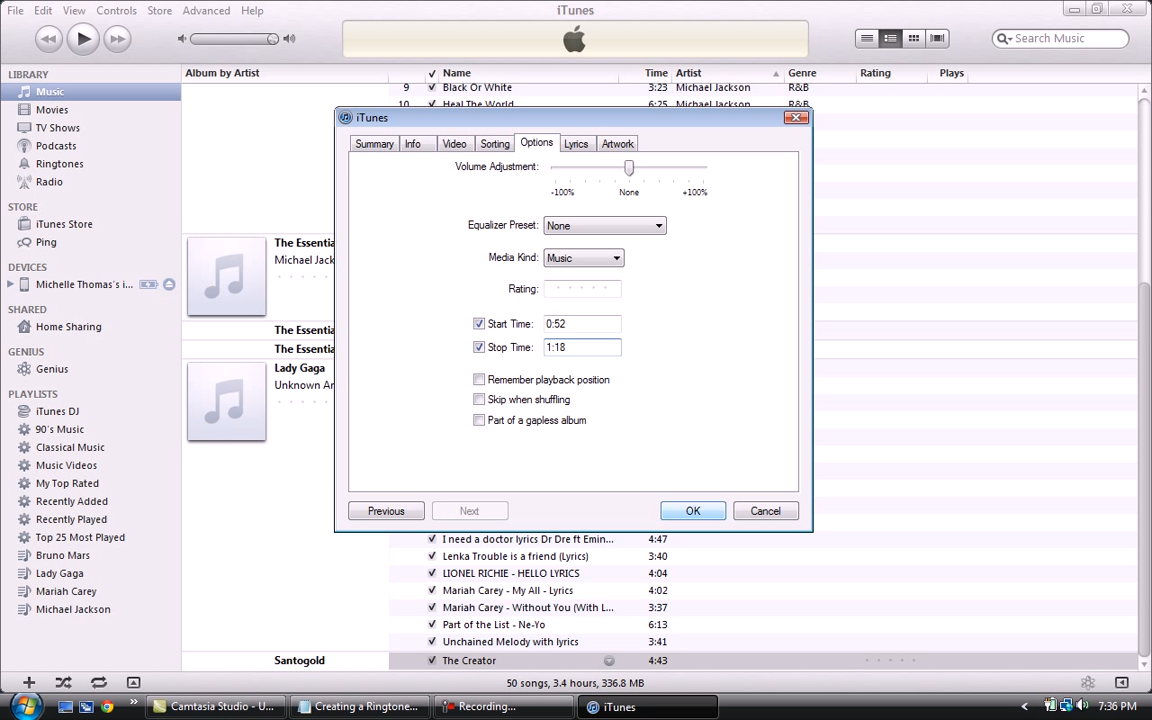 File Edit View Controls Store Advanced Help
iTunes
Search Music
LIBRARY
Music
Movies
TV Shows
Podcasts
Ringtones
Radio
STORE
iTunes Store
Ping
DEVICES
Michelle Thomas's i...
SHARED
Home Sharing
GENIUS
Genius
PLAYLISTS
iTunes DJ
90's Music
Classical Music
Music Videos
My Top Rated
Recently Added
Recently Played
Top 25 Most Played
Bruno Mars
Lady Gaga
Mariah Carey
Michael Jackson
Album by Artist Name Time Artist Genre Rating Plays
9 Black Or White 3:23 Michael Jackson R&B
10 Heal The World 6:25 Michael Jackson R&B
The Essentia
Michael Jack
The Essentia
The Essentia
Lady Gaga
Unknown Ar
iTunes
Summary Info Video Sorting Options Lyrics Artwork
Volume Adjustment:
-100% None +100%
Equalizer Preset: None
Media Kind: Music
Rating:
Start Time: 0:52
Stop Time: 1:18
Remember playback position
Skip when shuffling
Part of a gapless album
Previous Next OK Cancel
I need a doctor lyrics Dr Dre ft Emin... 4:47
Lenka Trouble is a friend (Lyrics) 4:04
LIONEL RICHIE - HELLO LYRICS 4:04
Mariah Carey - My All - Lyrics 4:02
Mariah Carey - Without You (With L... 3:37
Part of the List - Ne-Yo 6:13
Unchained Melody with lyrics 3:41
Santogold The Creator 4:43
50 songs, 3.4 hours, 336.8 MB
Camtasia Studio - U... Creating a Ringtone... Recording... iTunes 7:36 PM